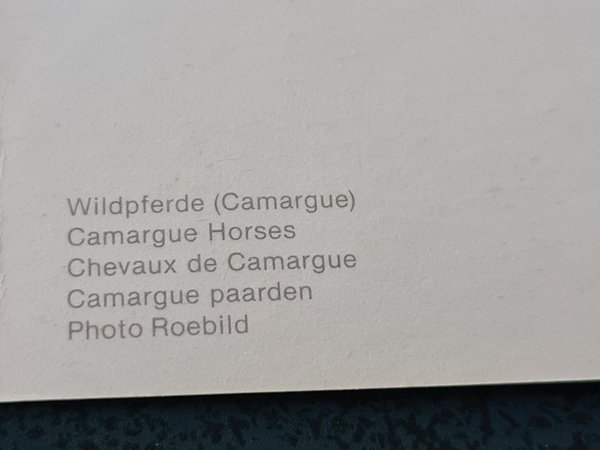 Wildpferde (Camargue)
Camargue Horses
Chevaux de Camargue
Camargue paarden
Photo Roebild